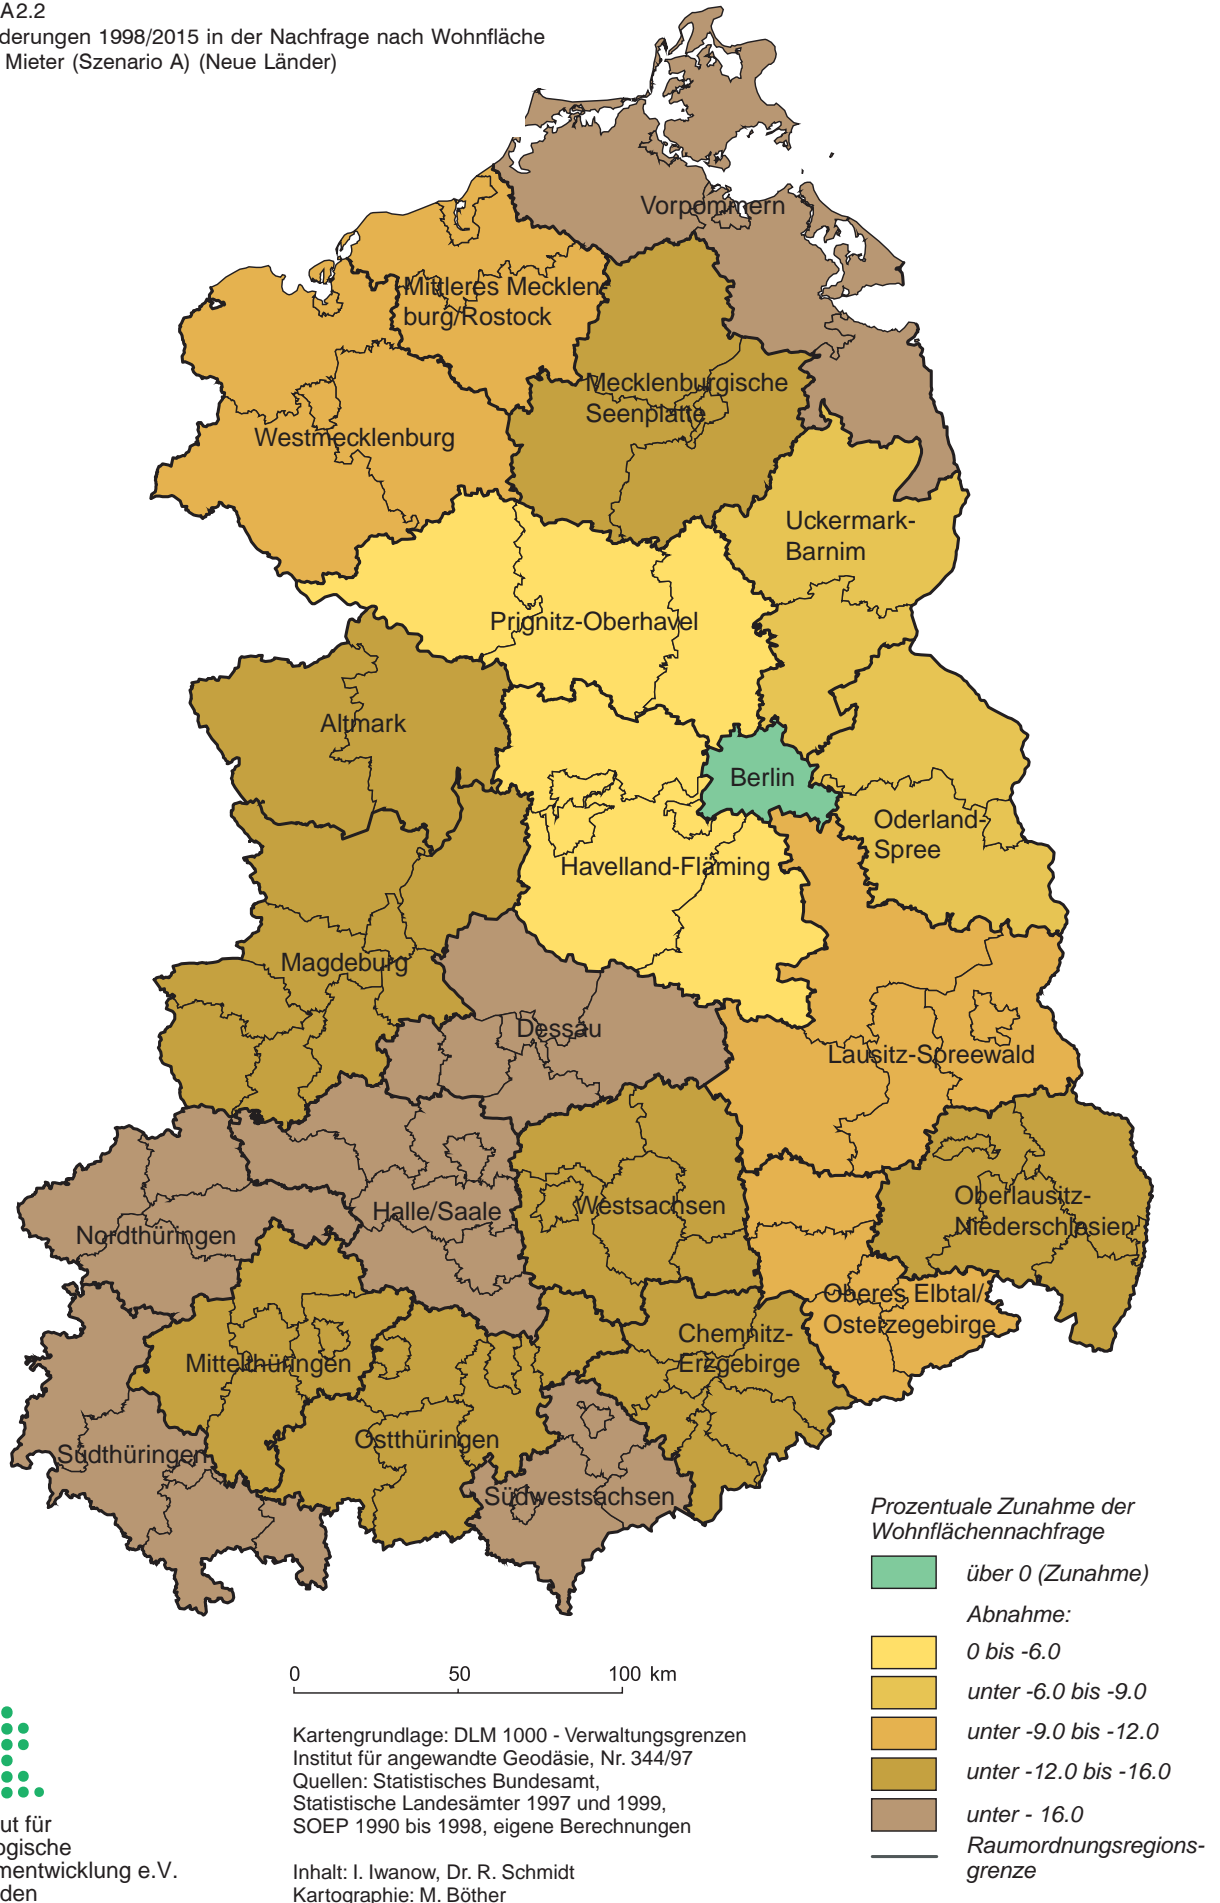 A2.2
derungen 1998/2015 in der Nachfrage nach Wohnfläche
Mieter (Szenario A) (Neue Länder)
Vorpommern
Mittleres Mecklen-
burg/Rostock
Mecklenburgische
Seenplatte
Westmecklenburg
Uckermark-
Barnim
Prignitz-Oberhavel
Altmark
Berlin
Oderland-
Spree
Havelland-Fläming
Magdeburg
Dessau
Lausitz-Spreewald
Oberlausitz-
Niederschlesien
Westsachsen
Halle/Saale
Nordthüringen
Oberes Elbtal/
Osterzegebirge
Chemnitz-
Erzgebirge
Mittelthüringen
Ostthüringen
Südthüringen
Südwestsachsen
Prozentuale Zunahme der
Wohnflächennachfrage
über 0 (Zunahme)
Abnahme:
0 bis -6.0
unter -6.0 bis -9.0
unter -9.0 bis -12.0
unter -12.0 bis -16.0
unter - 16.0
Raumordnungsregions-
grenze
0 50 100 km
Kartengrundlage: DLM 1000 - Verwaltungsgrenzen
Institut für angewandte Geodäsie, Nr. 344/97
Quellen: Statistisches Bundesamt,
Statistische Landesämter 1997 und 1999,
SOEP 1990 bis 1998, eigene Berechnungen
Inhalt: I. Iwanow, Dr. R. Schmidt
Kartographie: M. Böther
ut für
ogische
mentwicklung e.V.
den